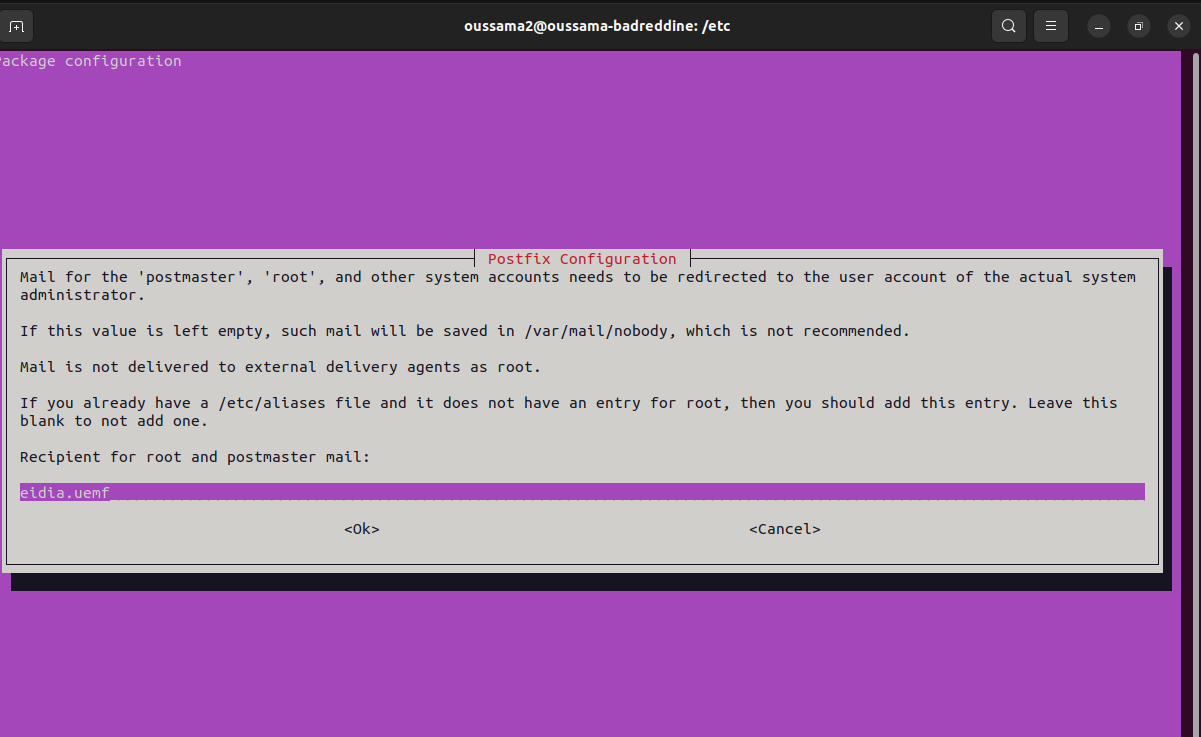 oussama2@oussama-badreddine: /etc
Package configuration
Postfix Configuration
Mail for the 'postmaster', 'root', and other system accounts needs to be redirected to the user account of the actual system
administrator.
If this value is left empty, such mail will be saved in /var/mail/nobody, which is not recommended.
Mail is not delivered to external delivery agents as root.
If you already have a /etc/aliases file and it does not have an entry for root, then you should add this entry. Leave this
blank to not add one.
Recipient for root and postmaster mail:
eidia.uemf
<Ok> <Cancel>